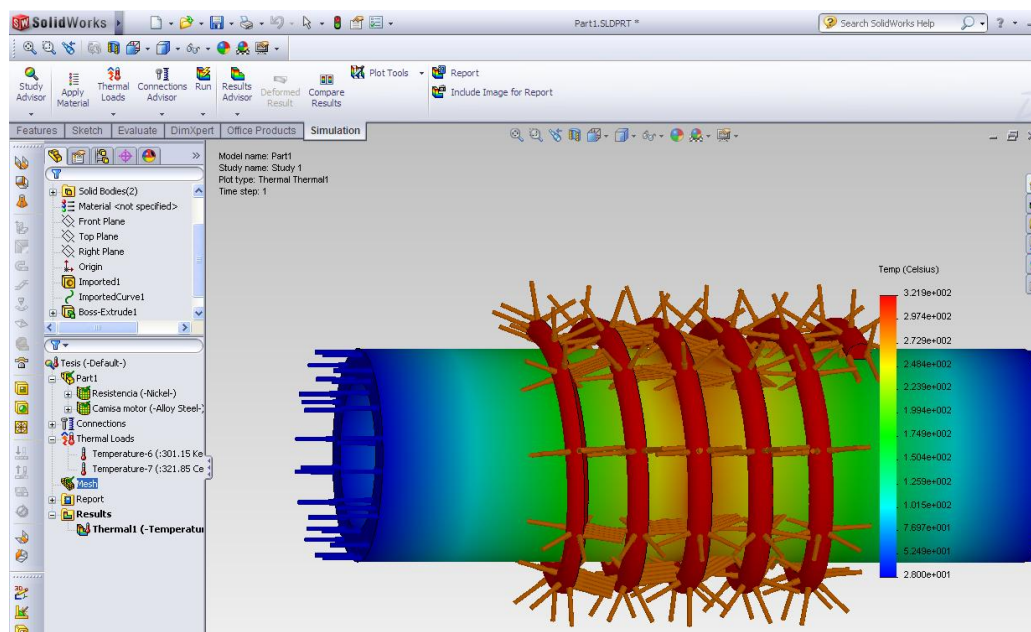 SolidWorks
Part1.SLDPRT *
Search SolidWorks Help
Study Advisor
Apply Material
Thermal Loads
Connections Advisor
Run
Results Advisor
Deformed Result
Compare Results
Plot Tools
Report
Include Image for Report
Features
Sketch
Evaluate
DimXpert
Office Products
Simulation
Model name: Part1
Study name: Study 1
Plot type: Thermal Thermal1
Time step: 1
Solid Bodies(2)
Material <not specified>
Front Plane
Top Plane
Right Plane
Origin
Imported1
ImportedCurve1
Boss-Extrude1
Tesis (-Default-)
Part1
Resistencia (-Nickel-)
Camisa motor (-Alloy Steel-)
Connections
Thermal Loads
Temperature-6 (:301.15 Ke
Temperature-7 (:321.85 Ce
Mesh
Report
Results
Thermal1 (-Temperatur
Temp (Celsius)
3.219e+002
2.974e+002
2.729e+002
2.484e+002
2.239e+002
1.994e+002
1.749e+002
1.504e+002
1.260e+002
1.015e+002
7.697e+001
5.249e+001
2.800e+001